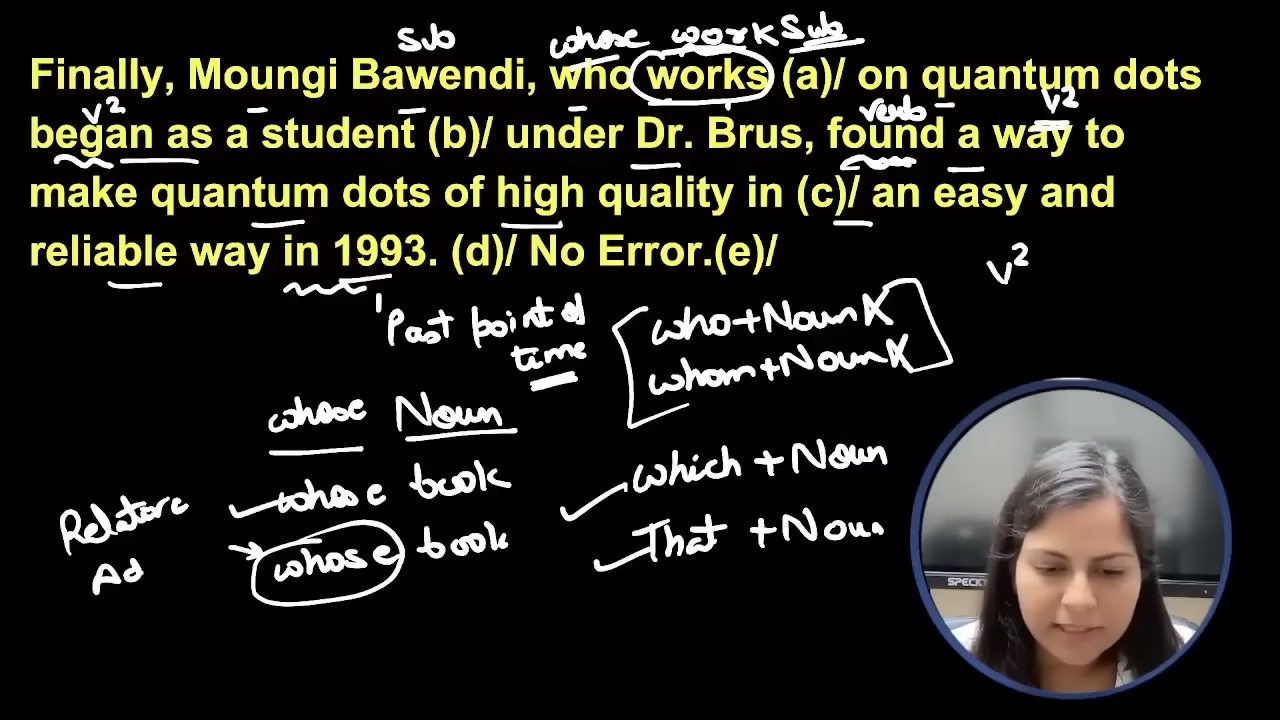 sub whose work Sub
Finally, Moungi Bawendi, who works (a)/ on quantum dots
v² verb v²
began as a student (b)/ under Dr. Brus, found a way to
make quantum dots of high quality in (c)/ an easy and
reliable way in 1993. (d)/ No Error.(e)/
v²
Past point of
time
who+Noun X
whom+Noun X
whose Noun
which + Noun
whose book
That + Noun
Relative
whose book
Ad
SPECK